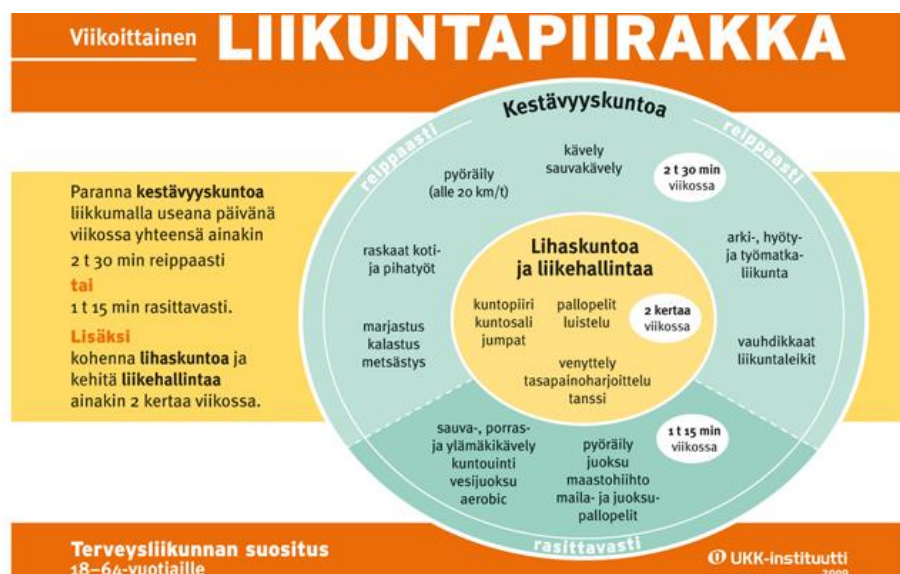 Viikoittainen LIIKUNTAPIIRAKKA
Paranna kestävyyskuntoa
liikkumalla useana päivänä
viikossa yhteensä ainakin
2 t 30 min reippaasti
tai
1 t 15 min rasittavasti.
Lisäksi
kohenna lihaskuntoa ja
kehitä liikehallintaa
ainakin 2 kertaa viikossa.
Kestävyyskuntoa
reippaasti
reippaasti
kävely
sauvakävely
2 t 30 min
viikossa
pyöräily
(alle 20 km/t)
raskaat koti-
ja pihatyöt
arki-, hyöty-
ja työmatka-
liikunta
marjastus
kalastus
metsästys
vauhdikkaat
liikuntaleikit
Lihaskuntoa
ja liikehallintaa
kuntopiiri
kuntosali
jumpat
pallopelit
luistelu
2 kertaa
viikossa
venyttely
tasapainoharjoittelu
tanssi
sauva-, porras-
ja ylämäkikävely
kuntouinti
vesijuoksu
aerobic
pyöräily
juoksu
maastohiihto
maila- ja juoksu-
pallopelit
1 t 15 min
viikossa
rasittavasti
Terveysliikunnan suositus
18–64-vuotiaille
UKK-instituutti
2009